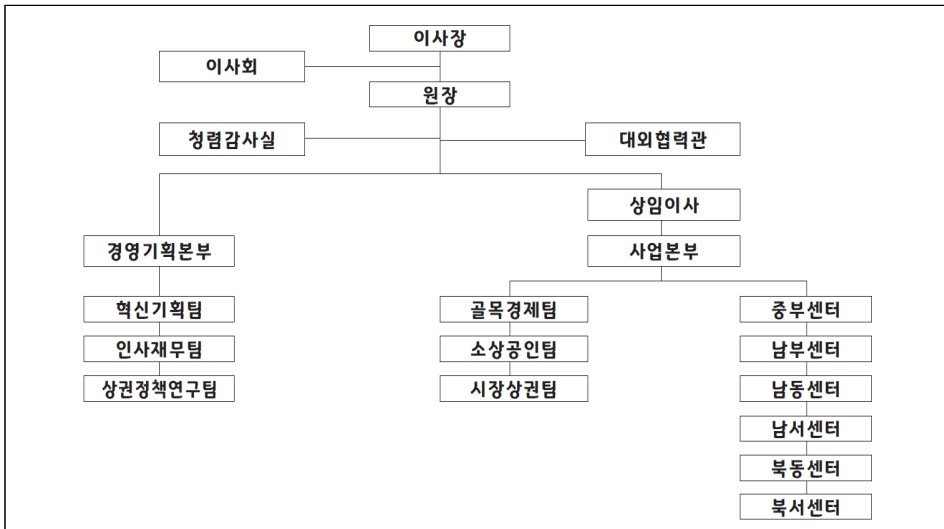 이사장
이사회
원장
청렴감사실
대외협력관
상임이사
경영기획본부
사업본부
혁신기획팀
골목경제팀
중부센터
인사재무팀
소상공인팀
남부센터
상권정책연구팀
시장상권팀
남동센터
남서센터
북동센터
북서센터